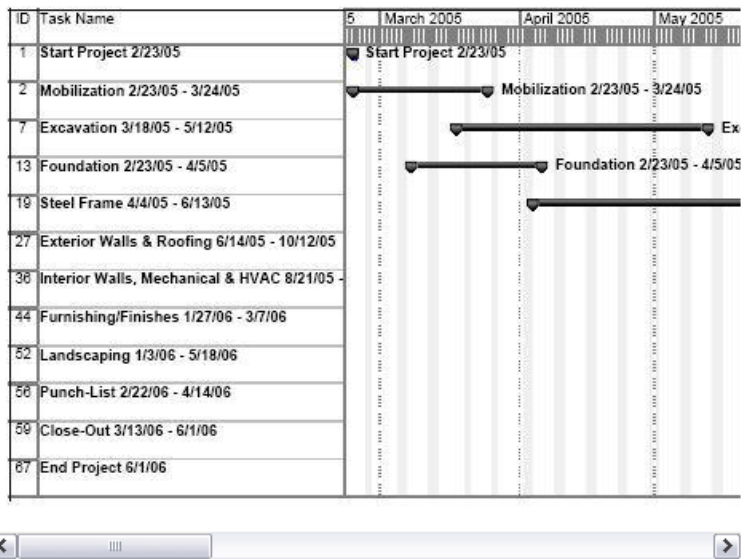 ID Task Name 5 March 2005 April 2005 May 2005
1 Start Project 2/23/05 Start Project 2/23/05
2 Mobilization 2/23/05 - 3/24/05 Mobilization 2/23/05 - 3/24/05
7 Excavation 3/18/05 - 5/12/05 Ex
13 Foundation 2/23/05 - 4/5/05 Foundation 2/23/05 - 4/5/05
19 Steel Frame 4/4/05 - 6/13/05
27 Exterior Walls & Roofing 6/14/05 - 10/12/05
36 Interior Walls, Mechanical & HVAC 8/21/05 -
44 Furnishing/Finishes 1/27/06 - 3/7/06
52 Landscaping 1/3/06 - 5/18/06
56 Punch-List 2/22/06 - 4/14/06
59 Close-Out 3/13/06 - 6/1/06
67 End Project 6/1/06